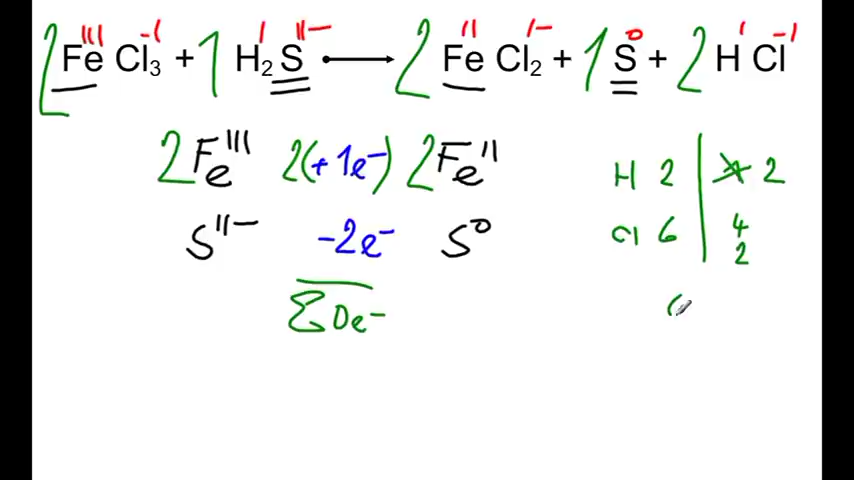 2 FeIII Cl3-I + 1 H2I SII- → 2 FeII Cl2I- + 1 S0 + 2 HI Cl-I
2FeIII 2(+1e-) 2FeII
H 2 | 2
SII- -2e- S0
Cl 6 | 4
2
Σ0e-